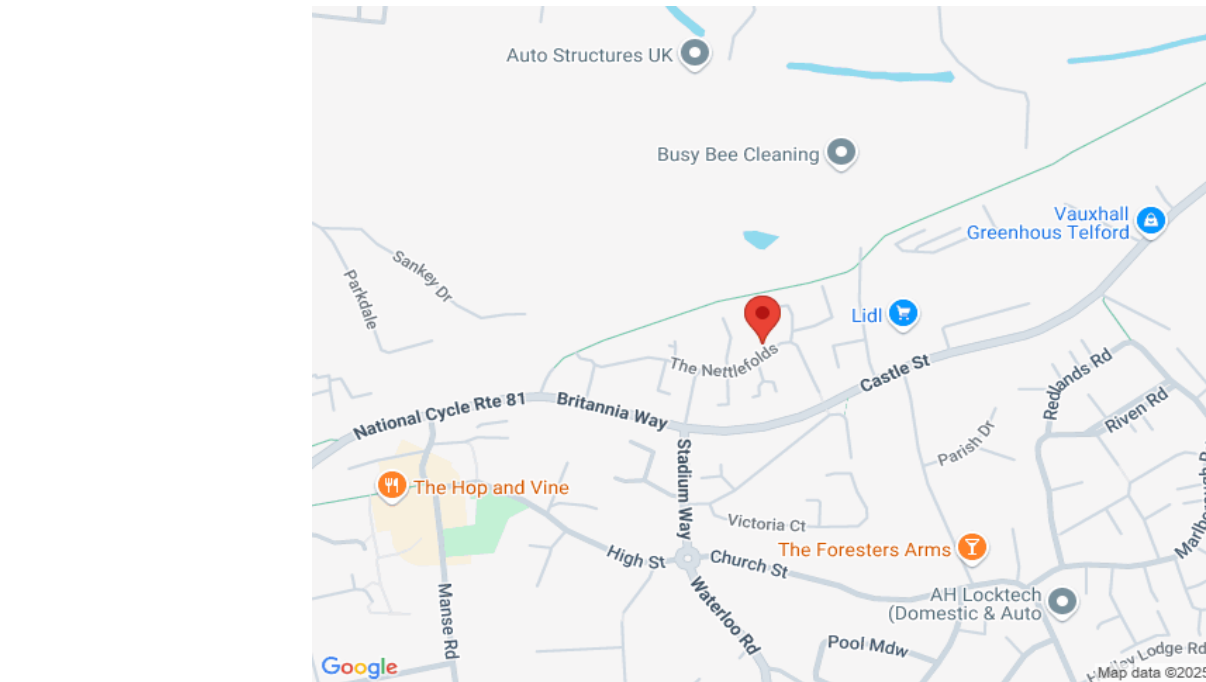 Auto Structures UK
Busy Bee Cleaning
Vauxhall
Greenhous Telford
Sankey Dr
Parkdale
Lidl
The Nettlefolds
Castle St
Redlands Rd
Riven Rd
National Cycle Rte 81
Britannia Way
Parish Dr
Stadium Way
The Hop and Vine
Victoria Ct
High St
Church St
The Foresters Arms
Manse Rd
Waterloo Rd
AH Locktech
(Domestic & Auto
Pool Mdw
Lodge Rd
Google
Map data ©2025